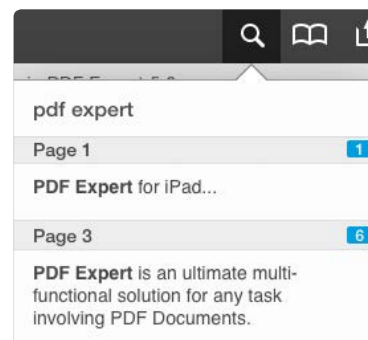 pdf expert
Page 1
1
PDF Expert for iPad...
Page 3
6
PDF Expert is an ultimate multi-
functional solution for any task
involving PDF Documents.